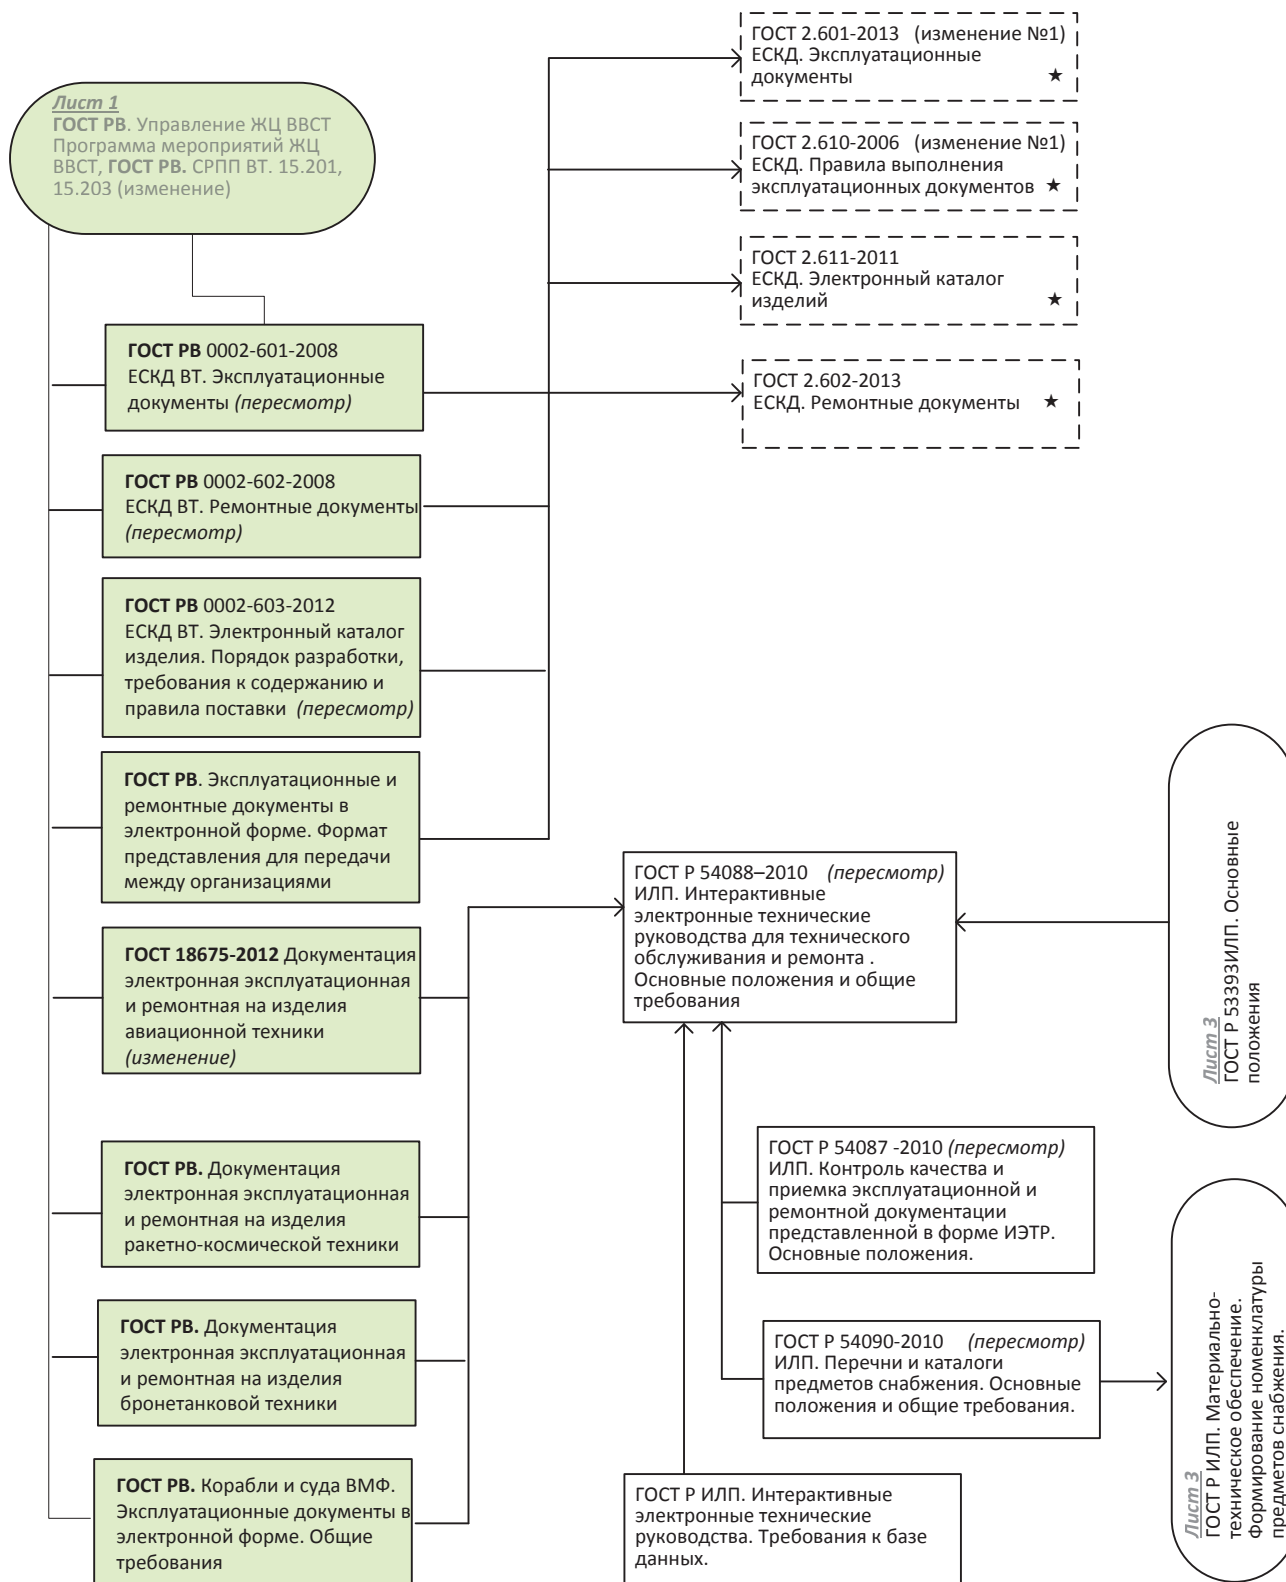 Лист 1
ГОСТ РВ. Управление ЖЦ ВВСТ
Программа мероприятий ЖЦ
ВВСТ, ГОСТ РВ. СРПП ВТ. 15.201,
15.203 (изменение)
ГОСТ РВ 0002-601-2008
ЕСКД ВТ. Эксплуатационные
документы (пересмотр)
ГОСТ РВ 0002-602-2008
ЕСКД ВТ. Ремонтные документы
(пересмотр)
ГОСТ РВ 0002-603-2012
ЕСКД ВТ. Электронный каталог
изделия. Порядок разработки,
требования к содержанию и
правила поставки (пересмотр)
ГОСТ РВ. Эксплуатационные и
ремонтные документы в
электронной форме. Формат
представления для передачи
между организациями
ГОСТ 18675-2012 Документация
электронная эксплуатационная
и ремонтная на изделия
авиационной техники
(изменение)
ГОСТ РВ. Документация
электронная эксплуатационная
и ремонтная на изделия
ракетно-космической техники
ГОСТ РВ. Документация
электронная эксплуатационная
и ремонтная на изделия
бронетанковой техники
ГОСТ РВ. Корабли и суда ВМФ.
Эксплуатационные документы в
электронной форме. Общие
требования
ГОСТ 2.601-2013 (изменение №1)
ЕСКД. Эксплуатационные
документы ★
ГОСТ 2.610-2006 (изменение №1)
ЕСКД. Правила выполнения
эксплуатационных документов ★
ГОСТ 2.611-2011
ЕСКД. Электронный каталог
изделий ★
ГОСТ 2.602-2013
ЕСКД. Ремонтные документы ★
ГОСТ Р 54088–2010 (пересмотр)
ИЛП. Интерактивные
электронные технические
руководства для технического
обслуживания и ремонта .
Основные положения и общие
требования
ГОСТ Р 54087 -2010 (пересмотр)
ИЛП. Контроль качества и
приемка эксплуатационной и
ремонтной документации
представленной в форме ИЭТР.
Основные положения.
ГОСТ Р 54090-2010 (пересмотр)
ИЛП. Перечни и каталоги
предметов снабжения. Основные
положения и общие требования.
ГОСТ Р ИЛП. Интерактивные
электронные технические
руководства. Требования к базе
данных.
Лист 3
ГОСТ Р 53393ИЛП. Основные
положения
Лист 3
ГОСТ Р ИЛП. Материально-
техническое обеспечение.
Формирование номенклатуры
предметов снабжения.